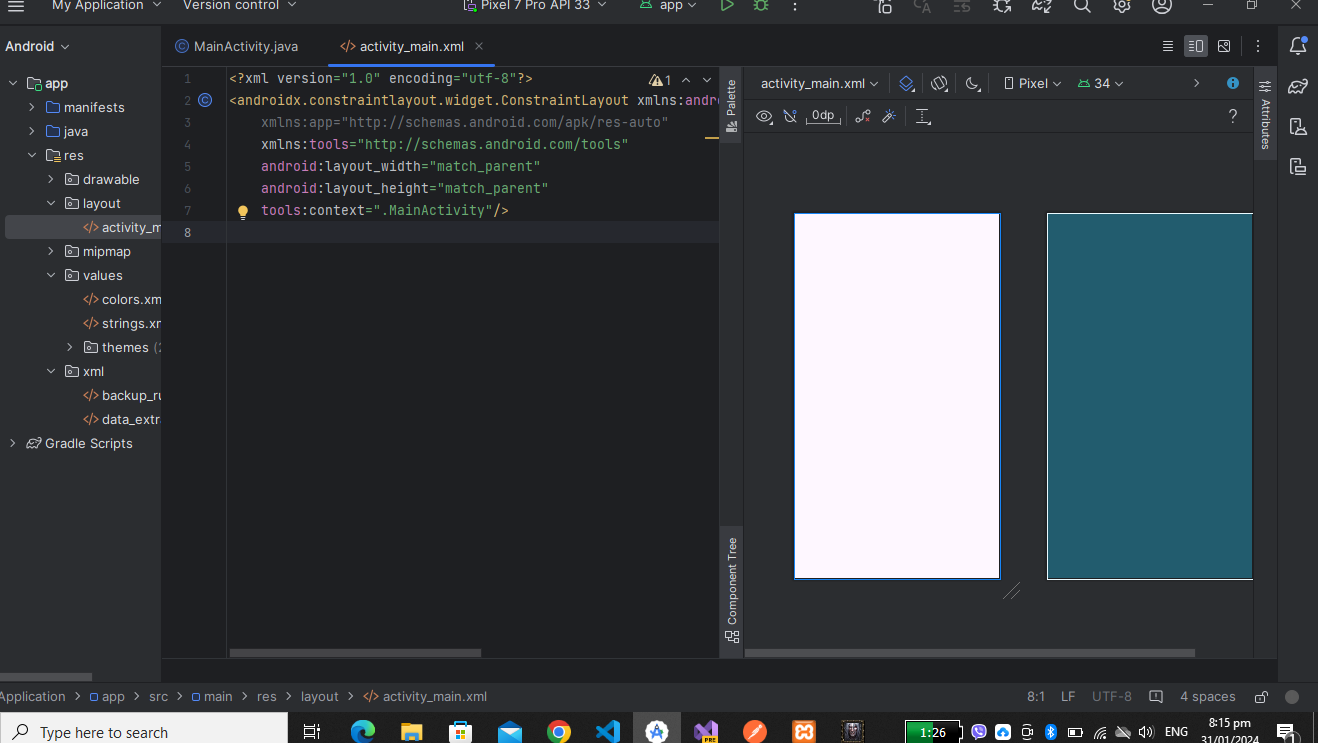 My Application
Version control
Pixel 7 Pro API 33
app
Android
MainActivity.java
activity_main.xml
app
manifests
java
res
drawable
layout
activity_m
mipmap
values
colors.xm
strings.xm
themes (2
xml
backup_ru
data_extra
Gradle Scripts
1 <?xml version="1.0" encoding="utf-8"?>
2 <androidx.constraintlayout.widget.ConstraintLayout xmlns:andro
3 xmlns:app="http://schemas.android.com/apk/res-auto"
4 xmlns:tools="http://schemas.android.com/tools"
5 android:layout_width="match_parent"
6 android:layout_height="match_parent"
7 tools:context=".MainActivity"/>
8
1
Palette
Component Tree
activity_main.xml
Pixel
34
0dp
?
Attributes
Application > app > src > main > res > layout > activity_main.xml
8:1 LF UTF-8 4 spaces
Type here to search
PRE
1:26
ENG
8:15 pm
31/01/2024
1